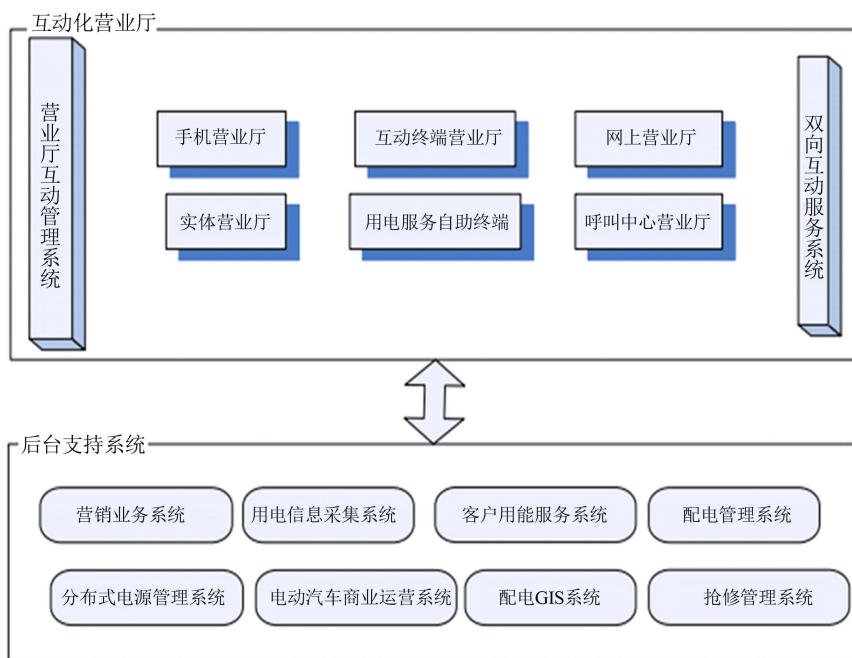 互动化营业厅
营业厅互动管理系统
手机营业厅
互动终端营业厅
网上营业厅
实体营业厅
用电服务自助终端
呼叫中心营业厅
双向互动服务系统
后台支持系统
营销业务系统
用电信息采集系统
客户用能服务系统
配电管理系统
分布式电源管理系统
电动汽车商业运营系统
配电GIS系统
抢修管理系统